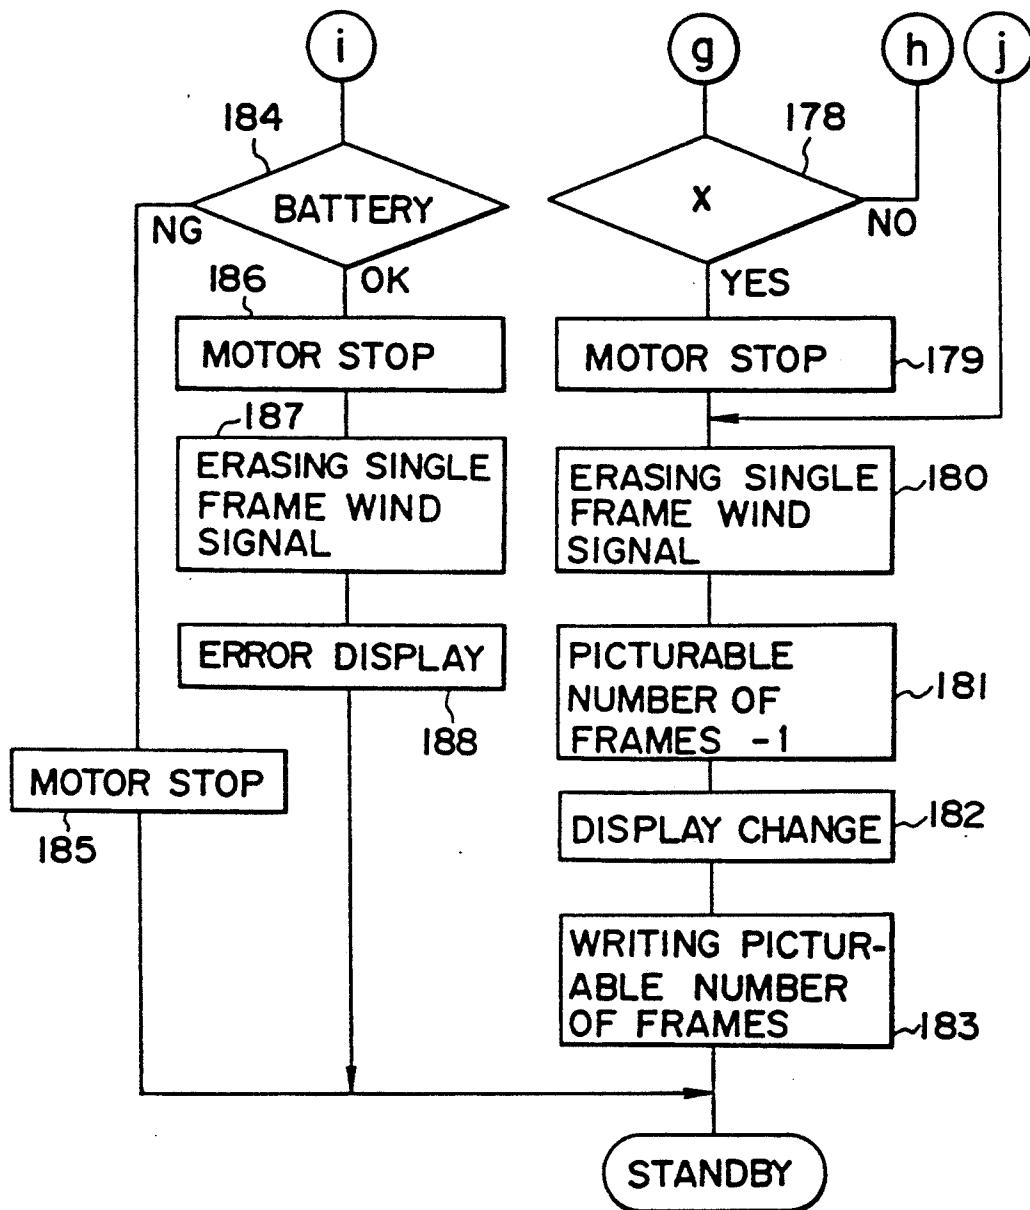 i
g
h
j
184
178
BATTERY
X
NG
NO
OK
YES
186
MOTOR STOP
MOTOR STOP
179
187
ERASING SINGLE
FRAME WIND
SIGNAL
ERASING SINGLE
FRAME WIND
SIGNAL
180
ERROR DISPLAY
188
PICTURABLE
NUMBER OF
FRAMES -1
181
MOTOR STOP
185
DISPLAY CHANGE
182
WRITING PICTUR-
ABLE NUMBER
OF FRAMES
183
STANDBY